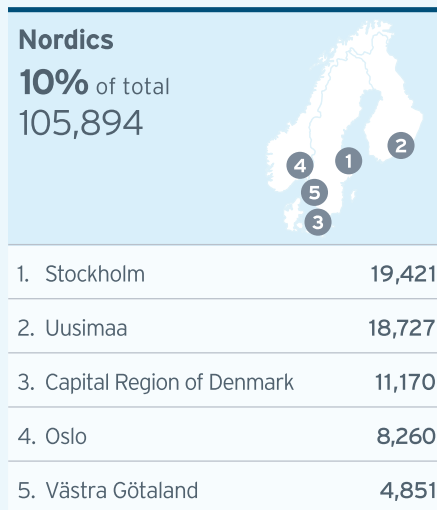 Nordics
10% of total
105,894
1
2
4
5
3
1. Stockholm 19,421
2. Uusimaa 18,727
3. Capital Region of Denmark 11,170
4. Oslo 8,260
5. Västra Götaland 4,851